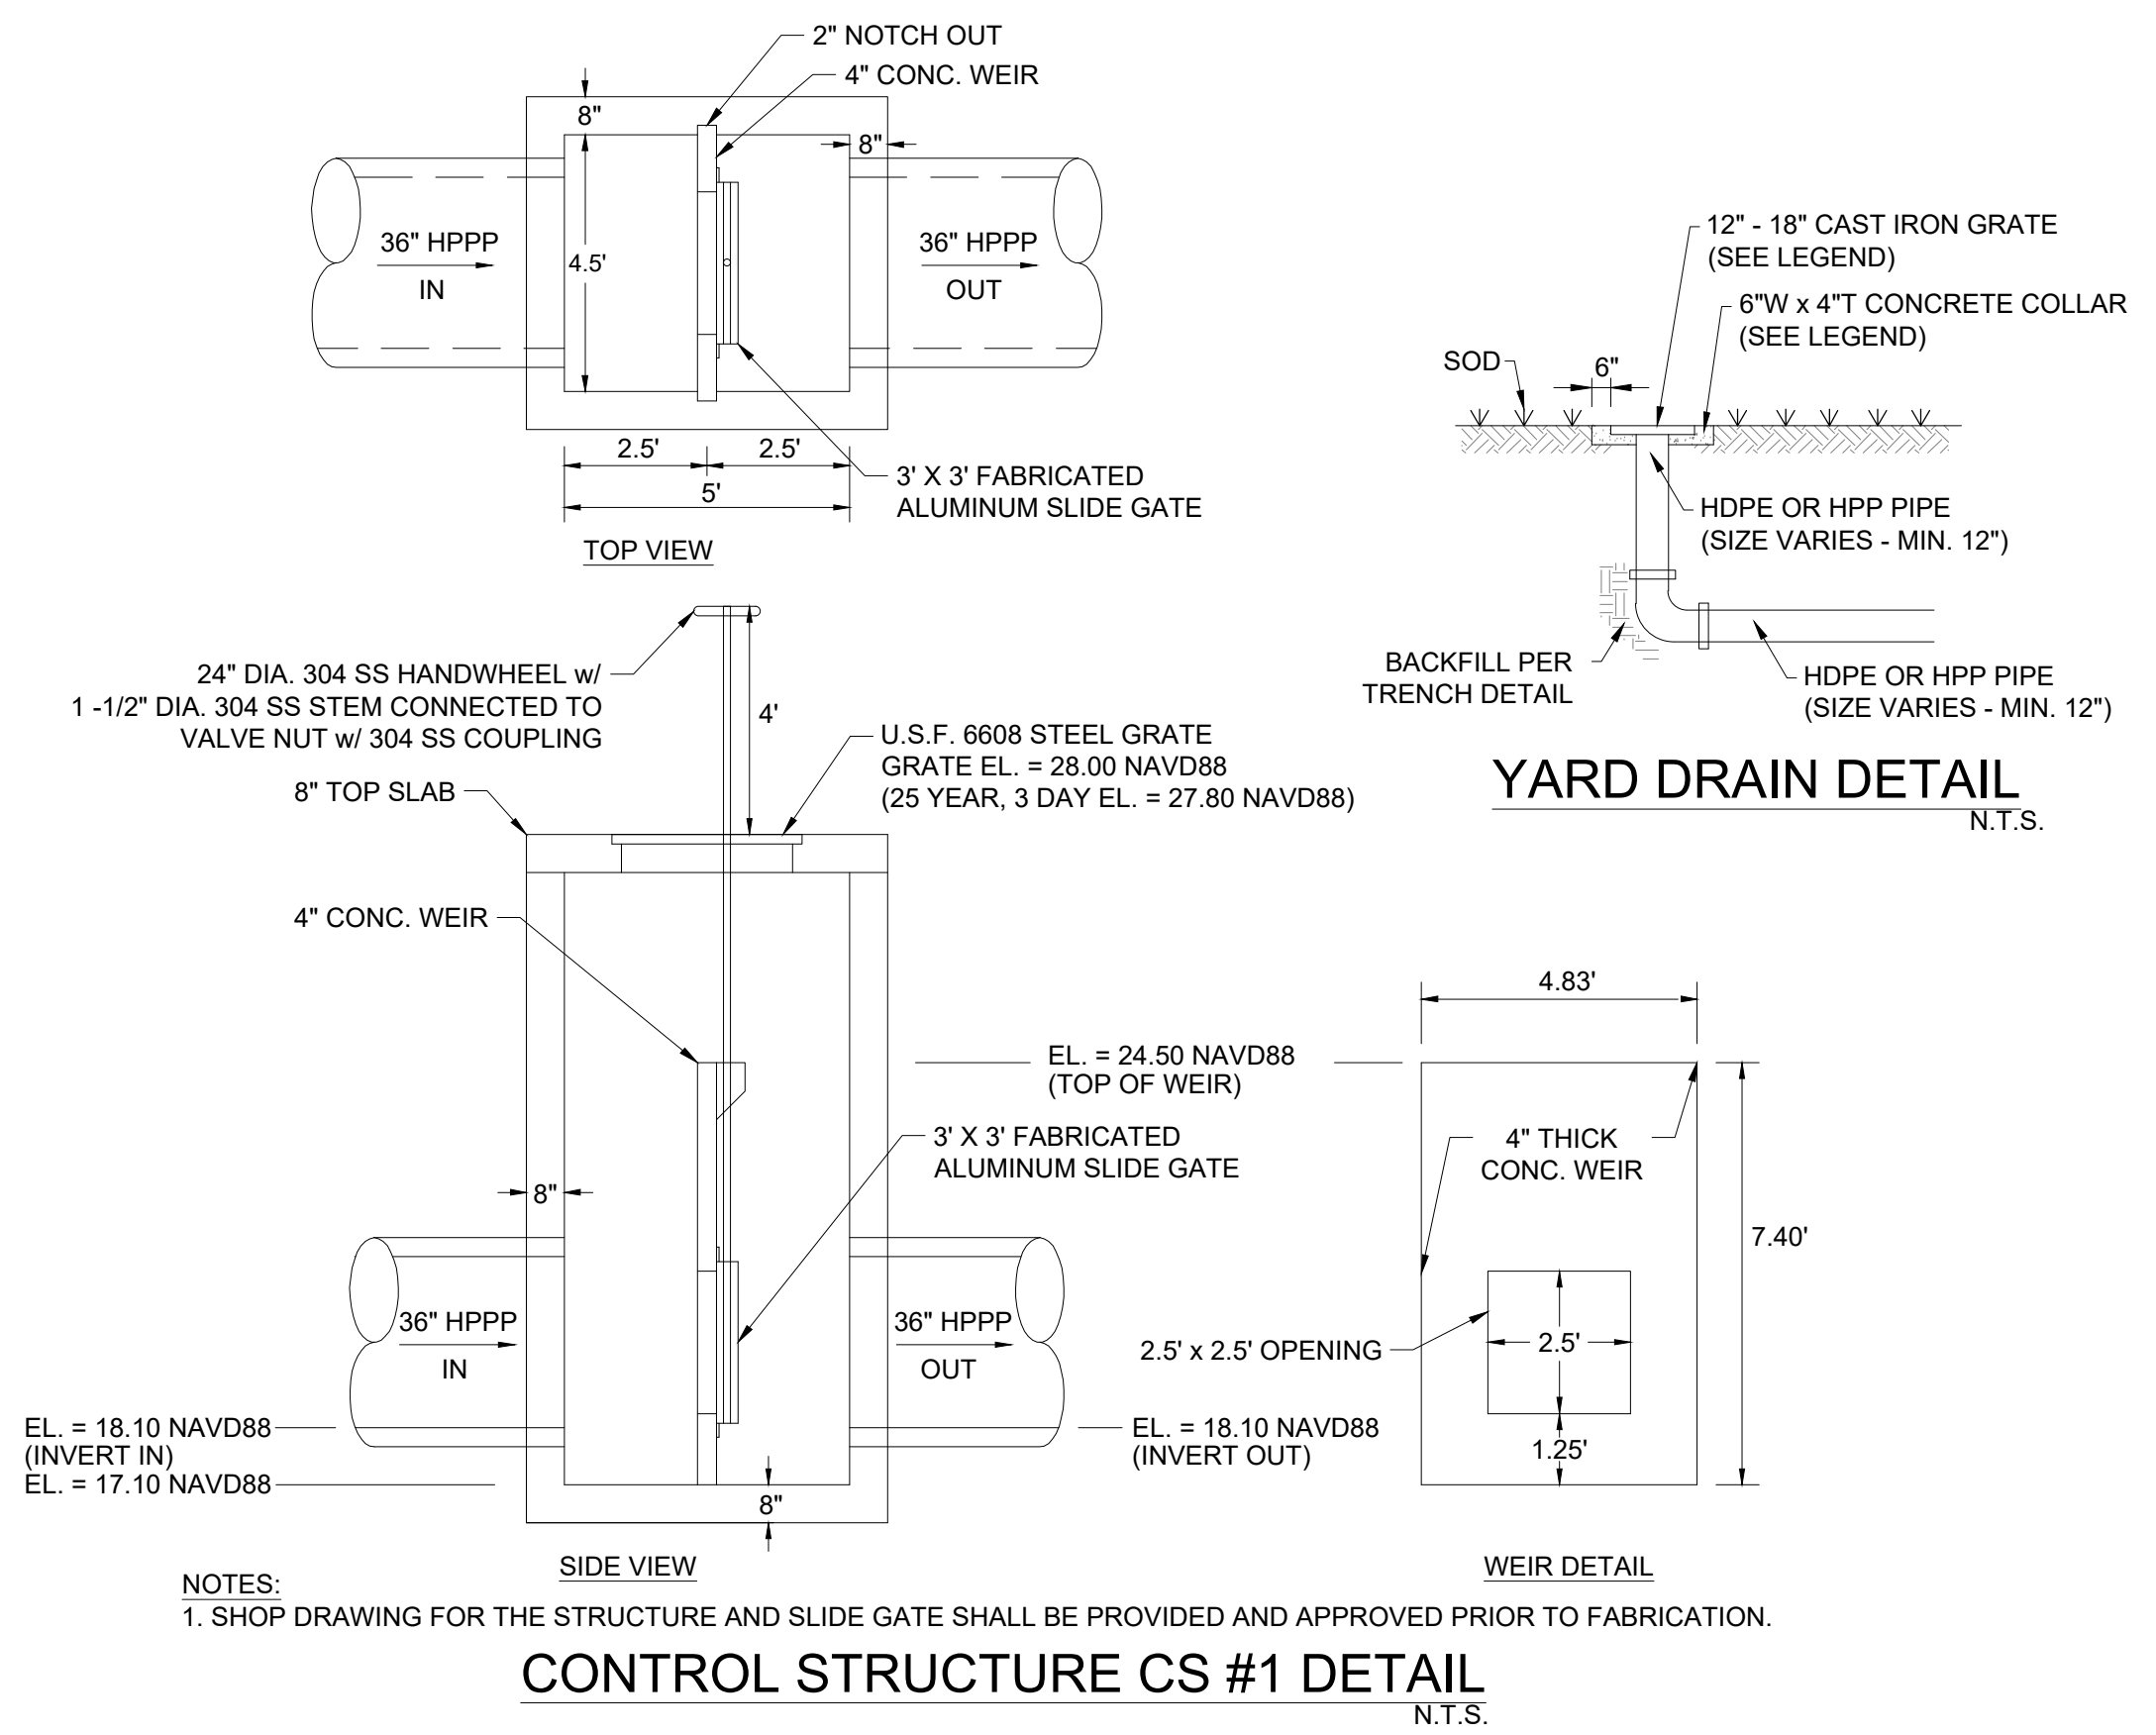 2" NOTCH OUT
4" CONC. WEIR
8"
8"
36" HPPP
IN
4.5'
36" HPPP
OUT
2.5'
2.5'
5'
3' X 3' FABRICATED
ALUMINUM SLIDE GATE
TOP VIEW
12" - 18" CAST IRON GRATE
(SEE LEGEND)
6"W x 4"T CONCRETE COLLAR
(SEE LEGEND)
SOD
6"
HDPE OR HPP PIPE
(SIZE VARIES - MIN. 12")
BACKFILL PER
TRENCH DETAIL
HDPE OR HPP PIPE
(SIZE VARIES - MIN. 12")
YARD DRAIN DETAIL
N.T.S.
24" DIA. 304 SS HANDWHEEL w/
1 -1/2" DIA. 304 SS STEM CONNECTED TO
VALVE NUT w/ 304 SS COUPLING
4'
U.S.F. 6608 STEEL GRATE
GRATE EL. = 28.00 NAVD88
(25 YEAR, 3 DAY EL. = 27.80 NAVD88)
8" TOP SLAB
4" CONC. WEIR
EL. = 24.50 NAVD88
(TOP OF WEIR)
3' X 3' FABRICATED
ALUMINUM SLIDE GATE
8"
36" HPPP
IN
36" HPPP
OUT
EL. = 18.10 NAVD88
(INVERT IN)
EL. = 17.10 NAVD88
EL. = 18.10 NAVD88
(INVERT OUT)
8"
SIDE VIEW
4.83'
4" THICK
CONC. WEIR
7.40'
2.5' x 2.5' OPENING
2.5'
1.25'
WEIR DETAIL
NOTES:
1. SHOP DRAWING FOR THE STRUCTURE AND SLIDE GATE SHALL BE PROVIDED AND APPROVED PRIOR TO FABRICATION.
CONTROL STRUCTURE CS #1 DETAIL
N.T.S.